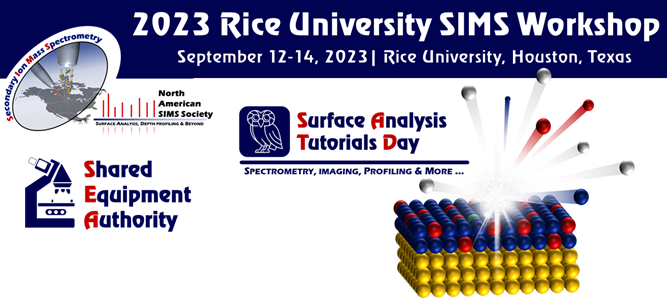 2023 Rice University SIMS Workshop
September 12-14, 2023| Rice University, Houston, Texas
Secondary Ion Mass Spectrometry
North
American
SIMS Society
Surface Analysis, Depth profiling & Beyond
Shared
Equipment
Authority
Surface Analysis
Tutorials Day
Spectrometry, imaging, Profiling & More ...